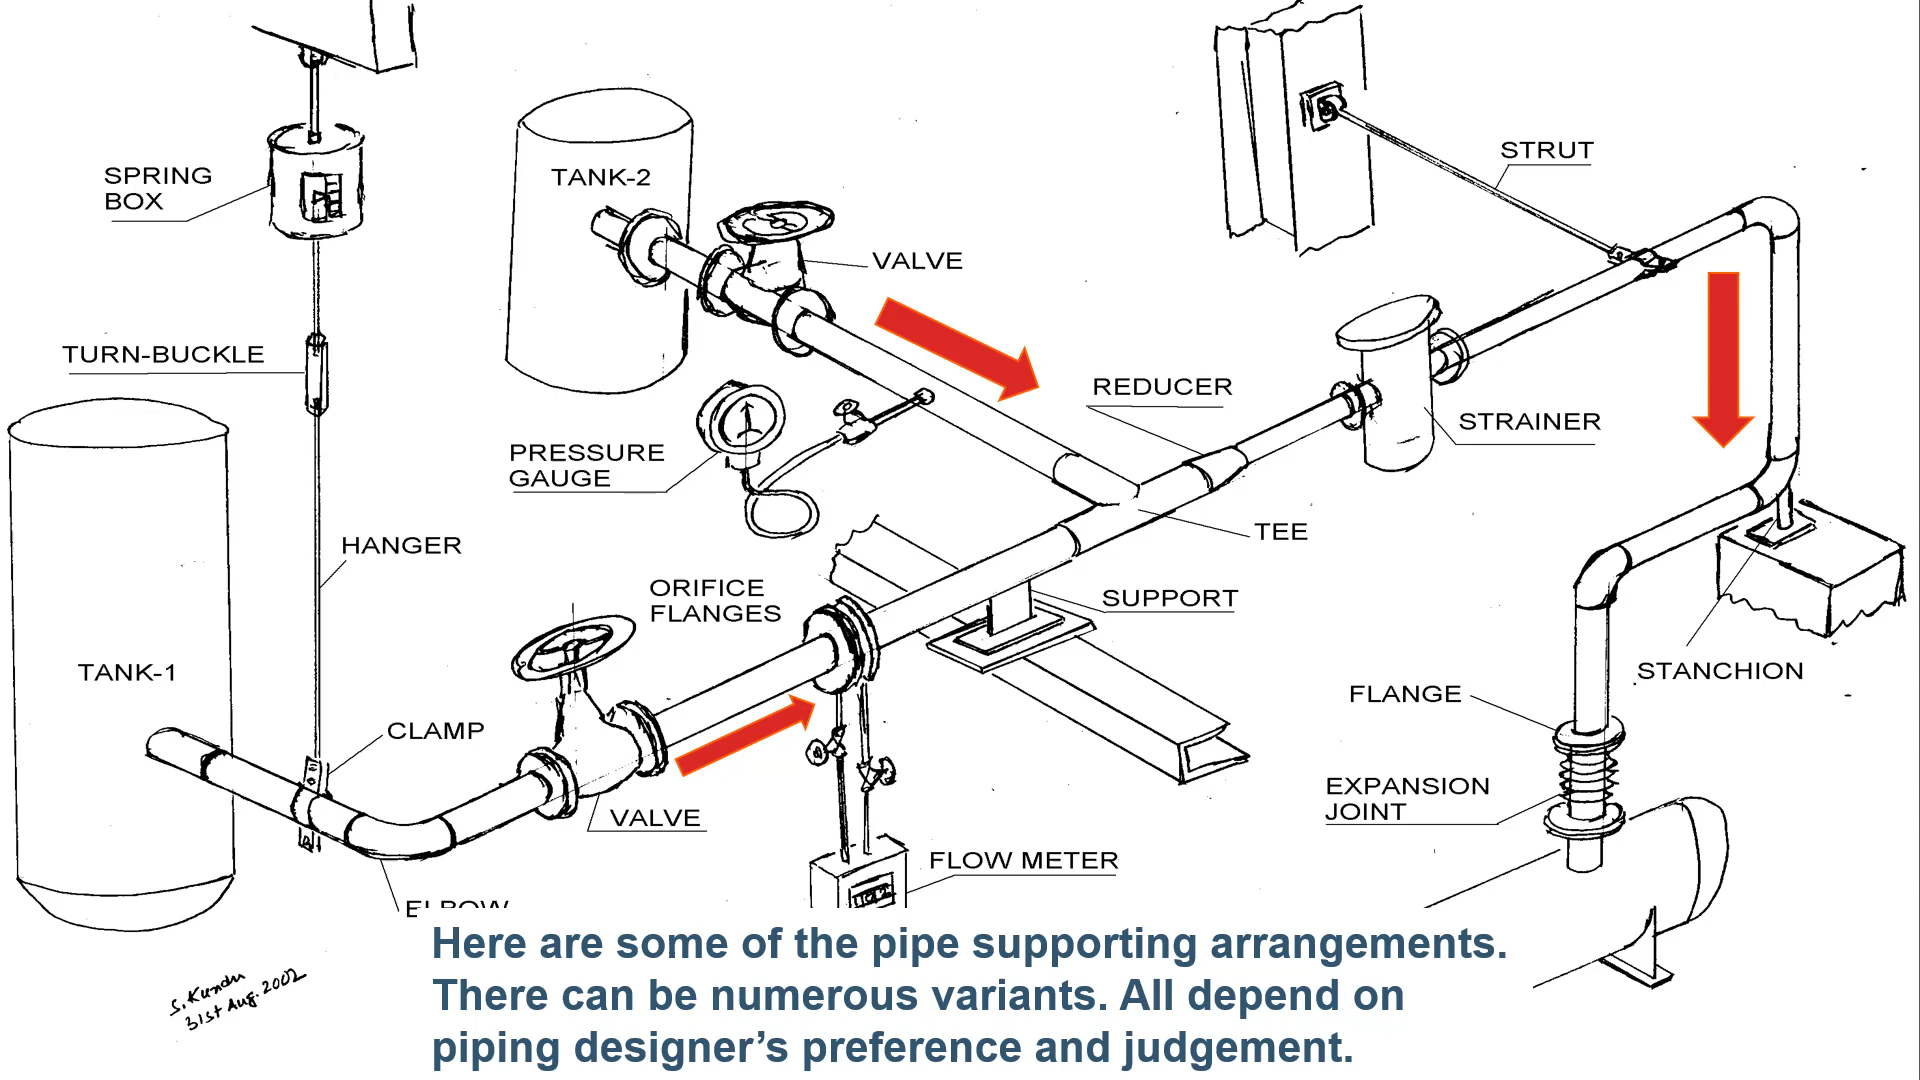 STRUT
SPRING
BOX
TANK-2
VALVE
TURN-BUCKLE
REDUCER
STRAINER
PRESSURE
GAUGE
TEE
HANGER
ORIFICE
FLANGES
SUPPORT
STANCHION
TANK-1
FLANGE
CLAMP
EXPANSION
JOINT
VALVE
FLOW METER
ELBOW
Here are some of the pipe supporting arrangements.
There can be numerous variants. All depend on
piping designer’s preference and judgement.
S. Kundu
31st Aug. 2002